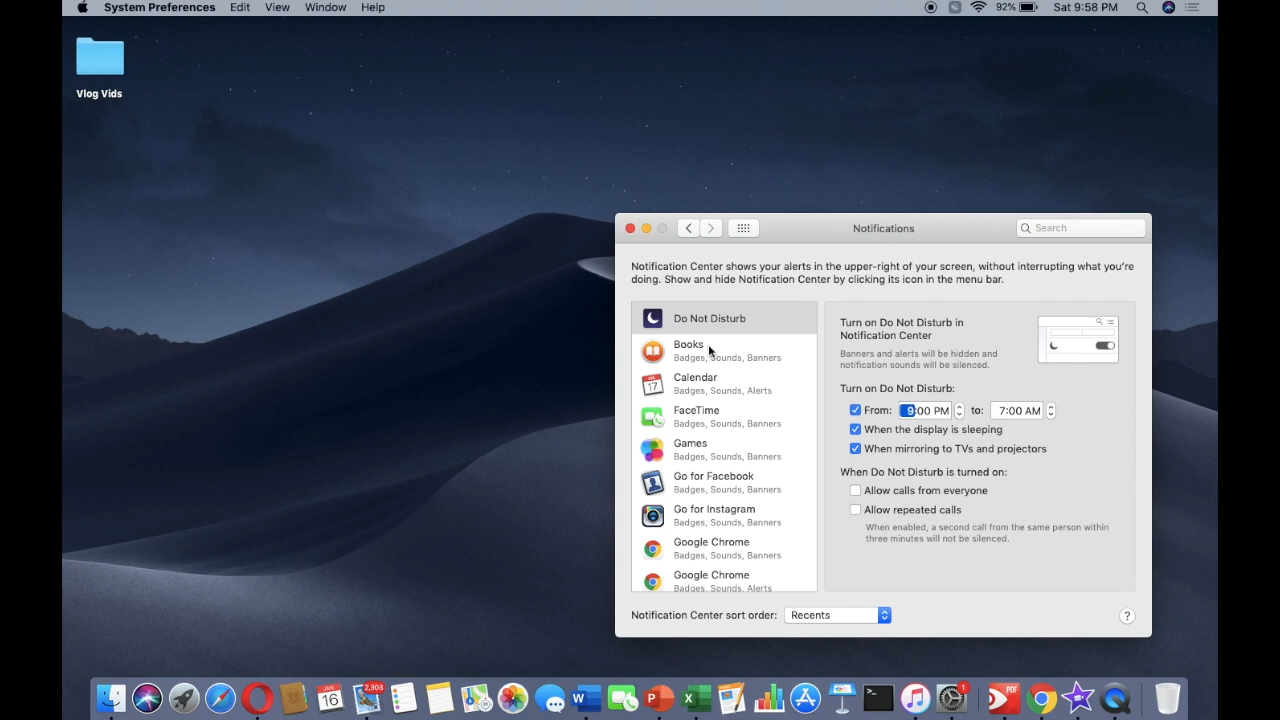 System Preferences Edit View Window Help 92% Sat 9:58 PM
Vlog Vids
Notifications
Search
Notification Center shows your alerts in the upper-right of your screen, without interrupting what you're
doing. Show and hide Notification Center by clicking its icon in the menu bar.
Do Not Disturb
Books
Badges, Sounds, Banners
Calendar
Badges, Sounds, Alerts
FaceTime
Badges, Sounds, Banners
Games
Badges, Sounds, Banners
Go for Facebook
Badges, Sounds, Banners
Go for Instagram
Badges, Sounds, Banners
Google Chrome
Badges, Sounds, Banners
Google Chrome
Badges, Sounds, Alerts
Turn on Do Not Disturb in
Notification Center
Banners and alerts will be hidden and
notification sounds will be silenced.
Turn on Do Not Disturb:
From: 9:00 PM to: 7:00 AM
When the display is sleeping
When mirroring to TVs and projectors
When Do Not Disturb is turned on:
Allow calls from everyone
Allow repeated calls
When enabled, a second call from the same person within
three minutes will not be silenced.
Notification Center sort order: Recents
?
JAN
17
JAN
16
2,303
W
P
X
1
PDF